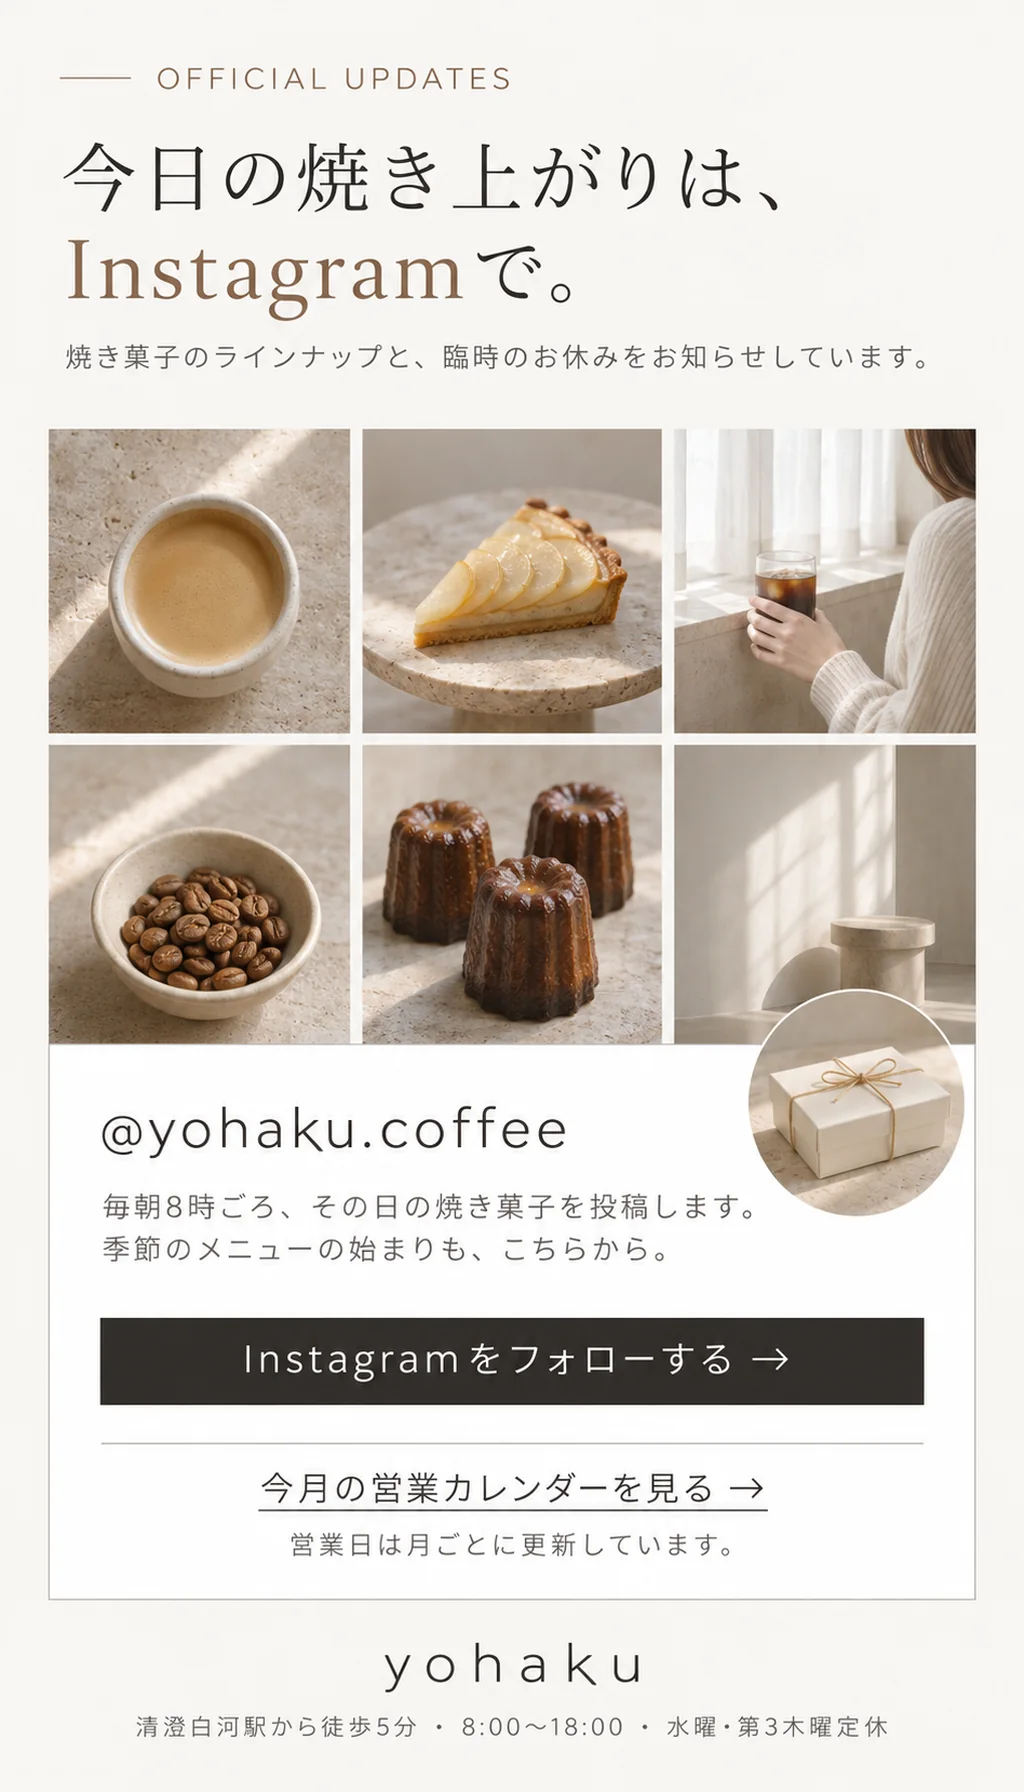 OFFICIAL UPDATES
今日の焼き上がりは、
Instagramで。
焼き菓子のラインナップと、臨時のお休みをお知らせしています。
@yohaku.coffee
毎朝8時ごろ、その日の焼き菓子を投稿します。
季節のメニューの始まりも、こちらから。
Instagramをフォローする →
今月の営業カレンダーを見る →
営業日は月ごとに更新しています。
yohaku
清澄白河駅から徒歩5分 ・ 8:00〜18:00 ・ 水曜・第3木曜定休